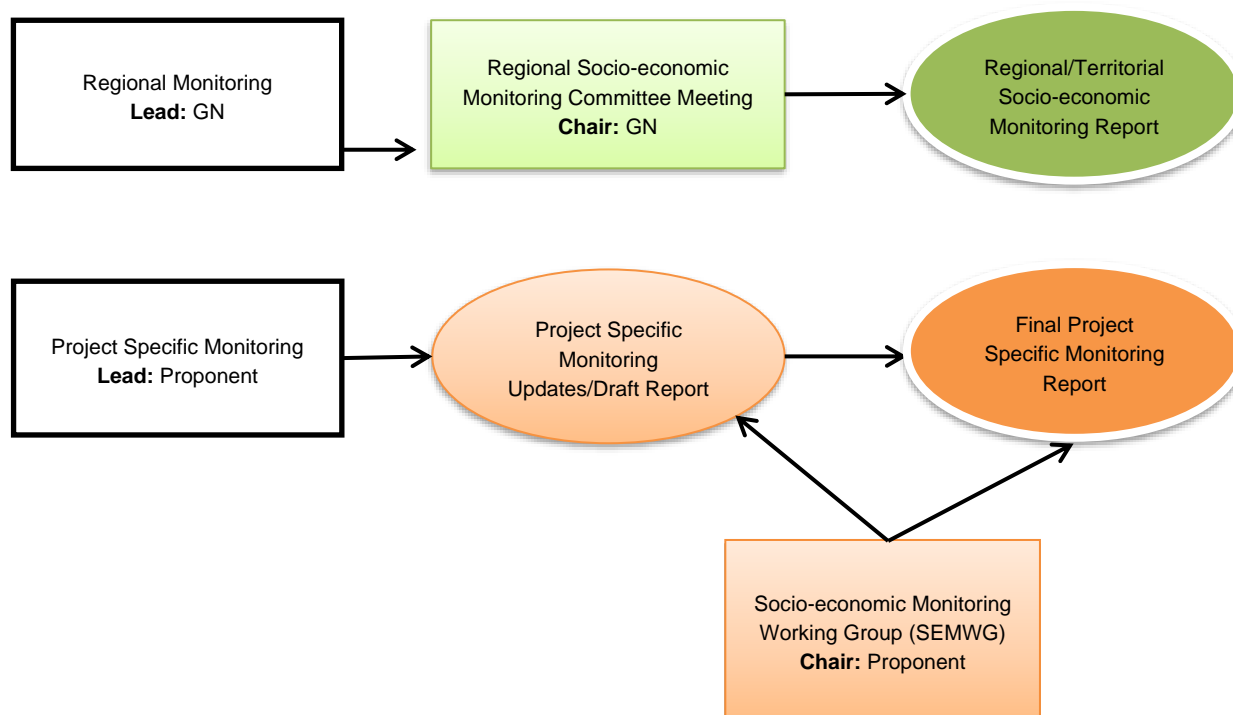 Regional Monitoring
Lead: GN
Regional Socio-economic
Monitoring Committee Meeting
Chair: GN
Regional/Territorial
Socio-economic
Monitoring Report
Project Specific Monitoring
Lead: Proponent
Project Specific
Monitoring
Updates/Draft Report
Final Project
Specific Monitoring
Report
Socio-economic Monitoring
Working Group (SEMWG)
Chair: Proponent